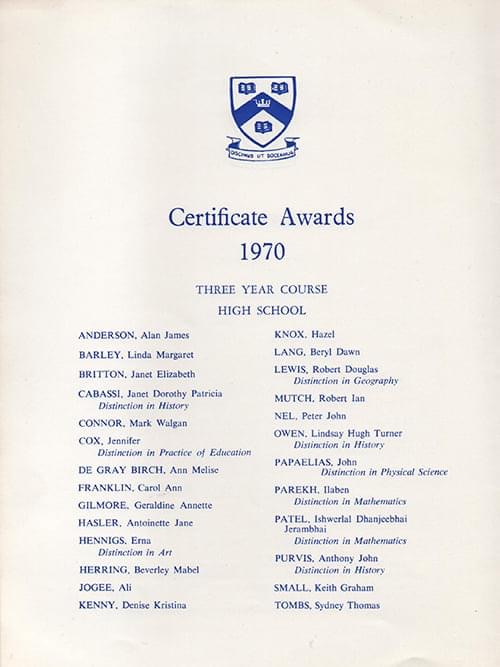 DISCIMUS UT DOCEAMUS
Certificate Awards
1970
THREE YEAR COURSE
HIGH SCHOOL
ANDERSON, Alan James
BARLEY, Linda Margaret
BRITTON, Janet Elizabeth
CABASSI, Janet Dorothy Patricia
Distinction in History
CONNOR, Mark Walgan
COX, Jennifer
Distinction in Practice of Education
DE GRAY BIRCH, Ann Melise
FRANKLIN, Carol Ann
GILMORE, Geraldine Annette
HASLER, Antoinette Jane
HENNIGS, Erna
Distinction in Art
HERRING, Beverley Mabel
JOGEE, Ali
KENNY, Denise Kristina
KNOX, Hazel
LANG, Beryl Dawn
LEWIS, Robert Douglas
Distinction in Geography
MUTCH, Robert Ian
NEL, Peter John
OWEN, Lindsay Hugh Turner
Distinction in History
PAPAELIAS, John
Distinction in Physical Science
PAREKH, Ilaben
Distinction in Mathematics
PATEL, Ishwerlal Dhanjeebhai
Jerambhai
Distinction in Mathematics
PURVIS, Anthony John
Distinction in History
SMALL, Keith Graham
TOMBS, Sydney Thomas